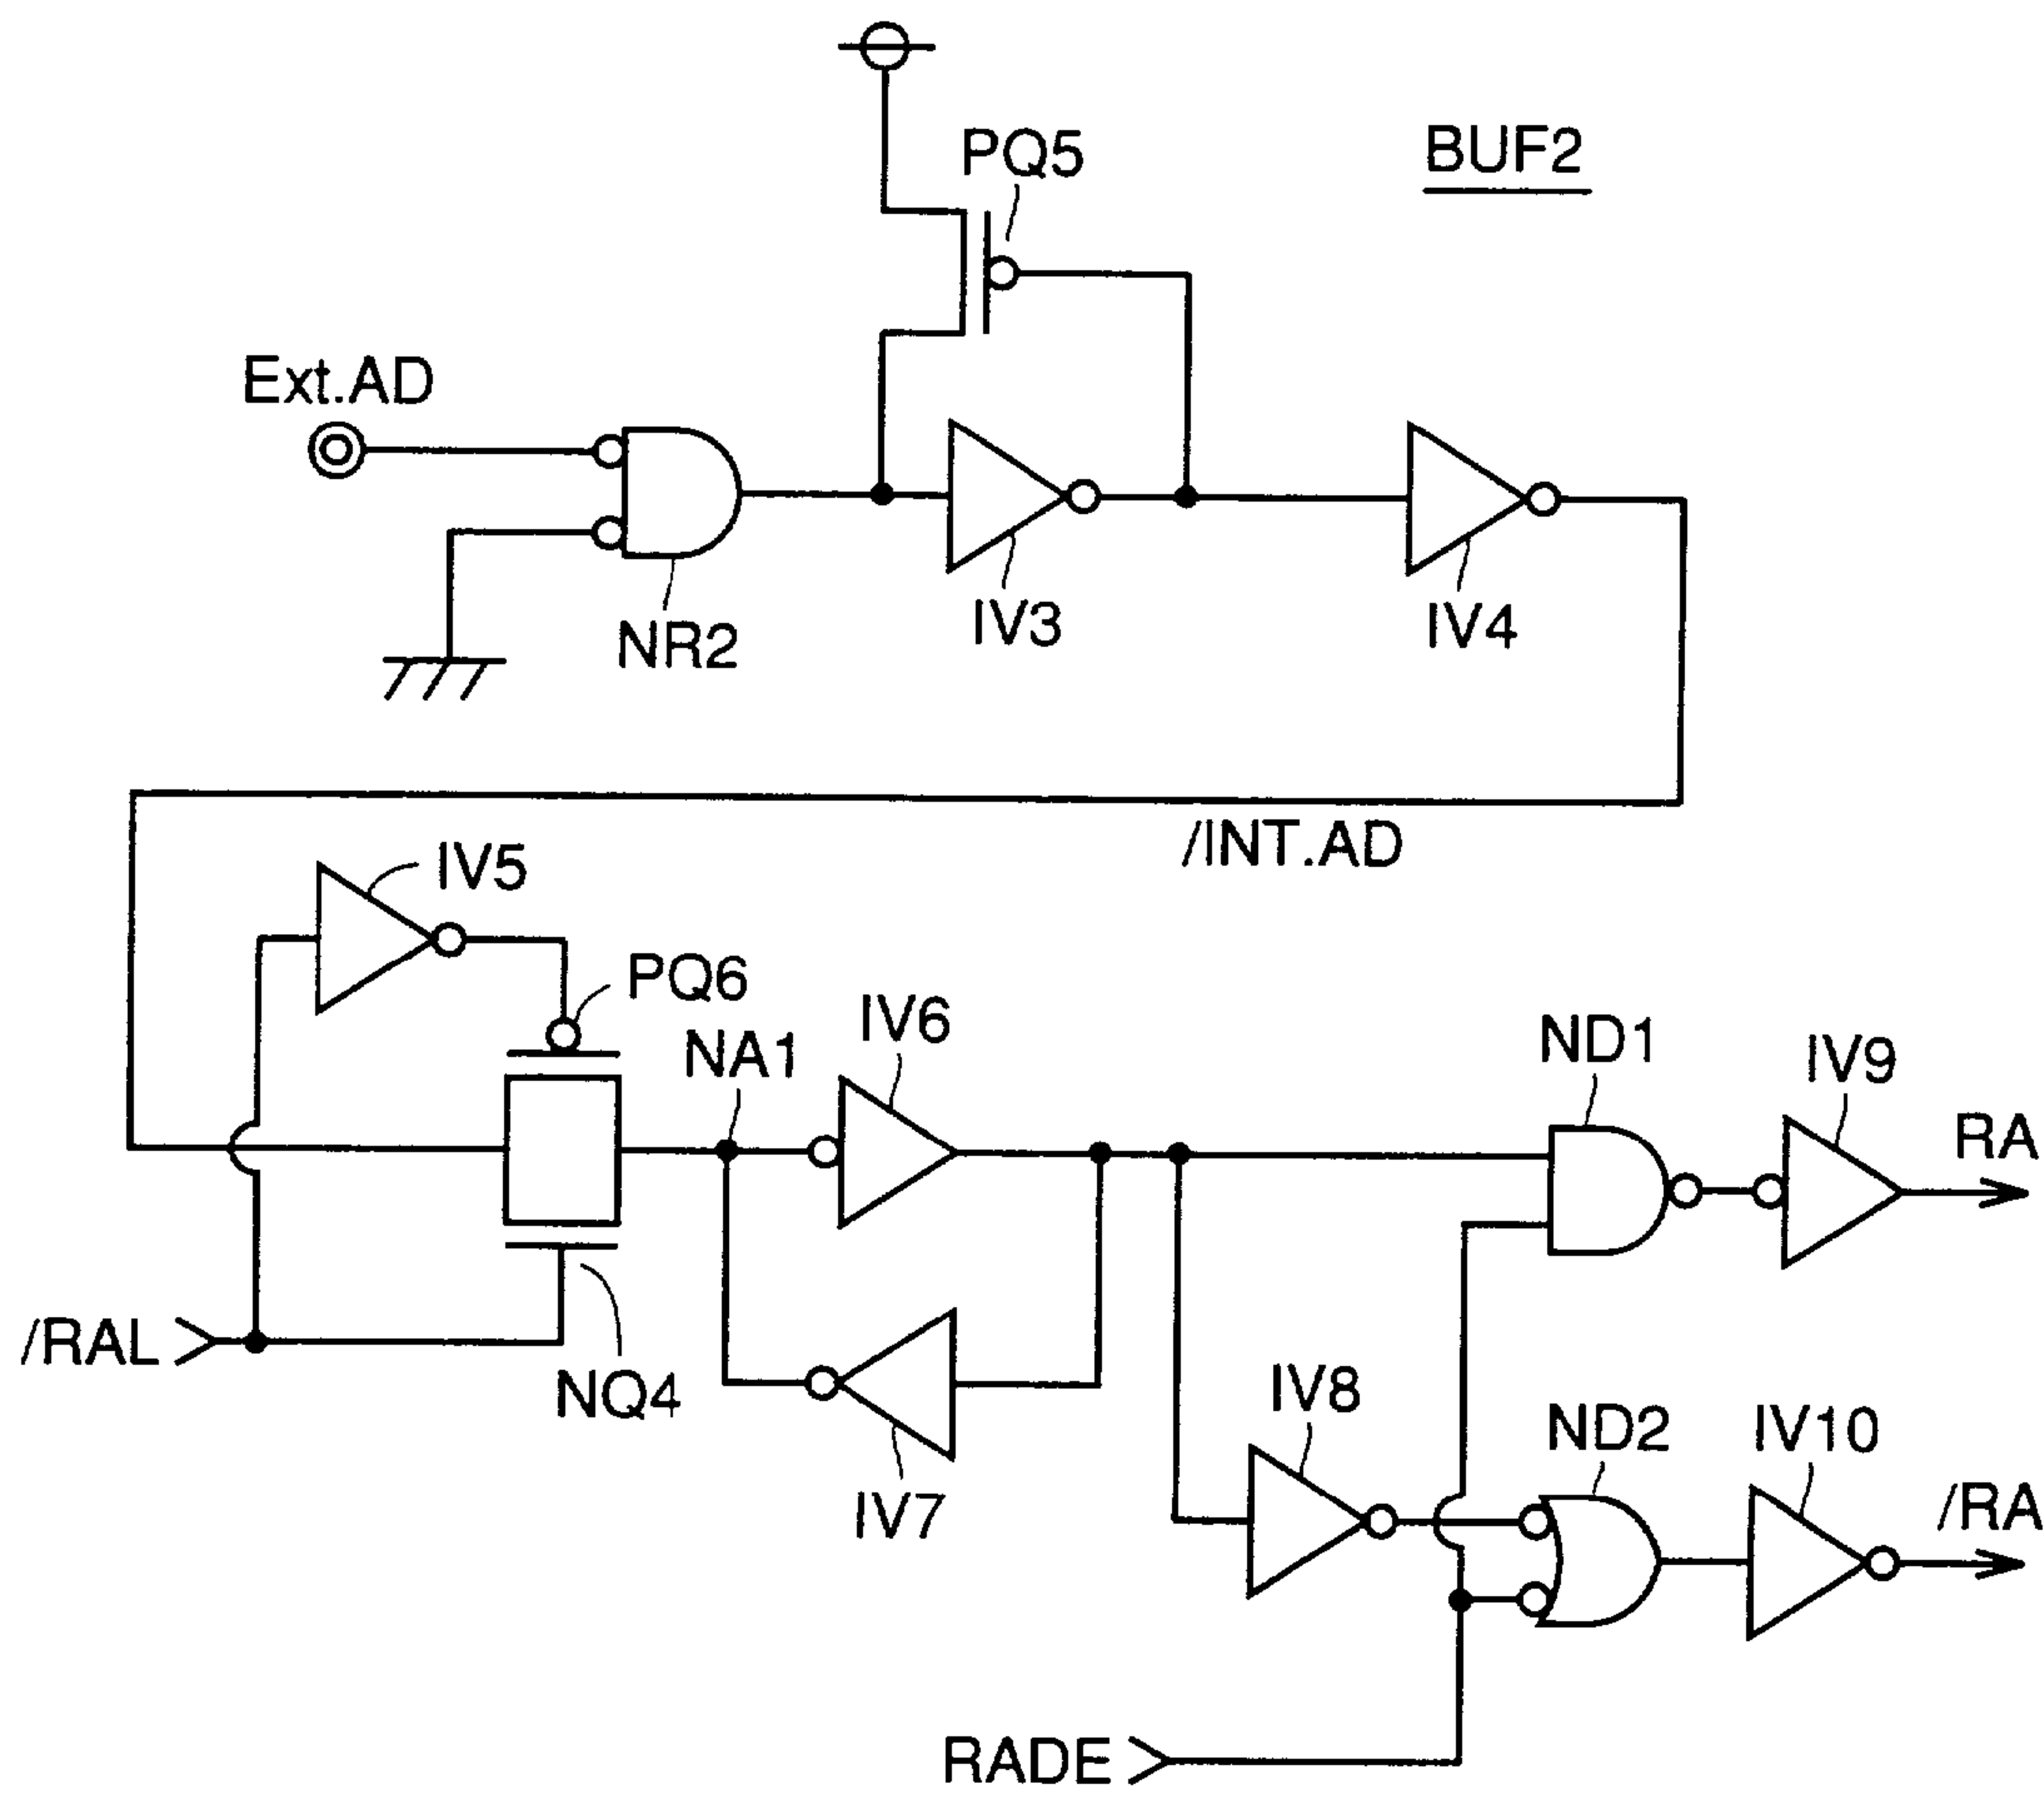 PQ5
BUF2
Ext.AD
NR2
IV3
IV4
/INT.AD
IV5
PQ6
NA1
IV6
ND1
IV9
RA
/RAL
NQ4
IV7
IV8
ND2
IV10
/RA
RADE